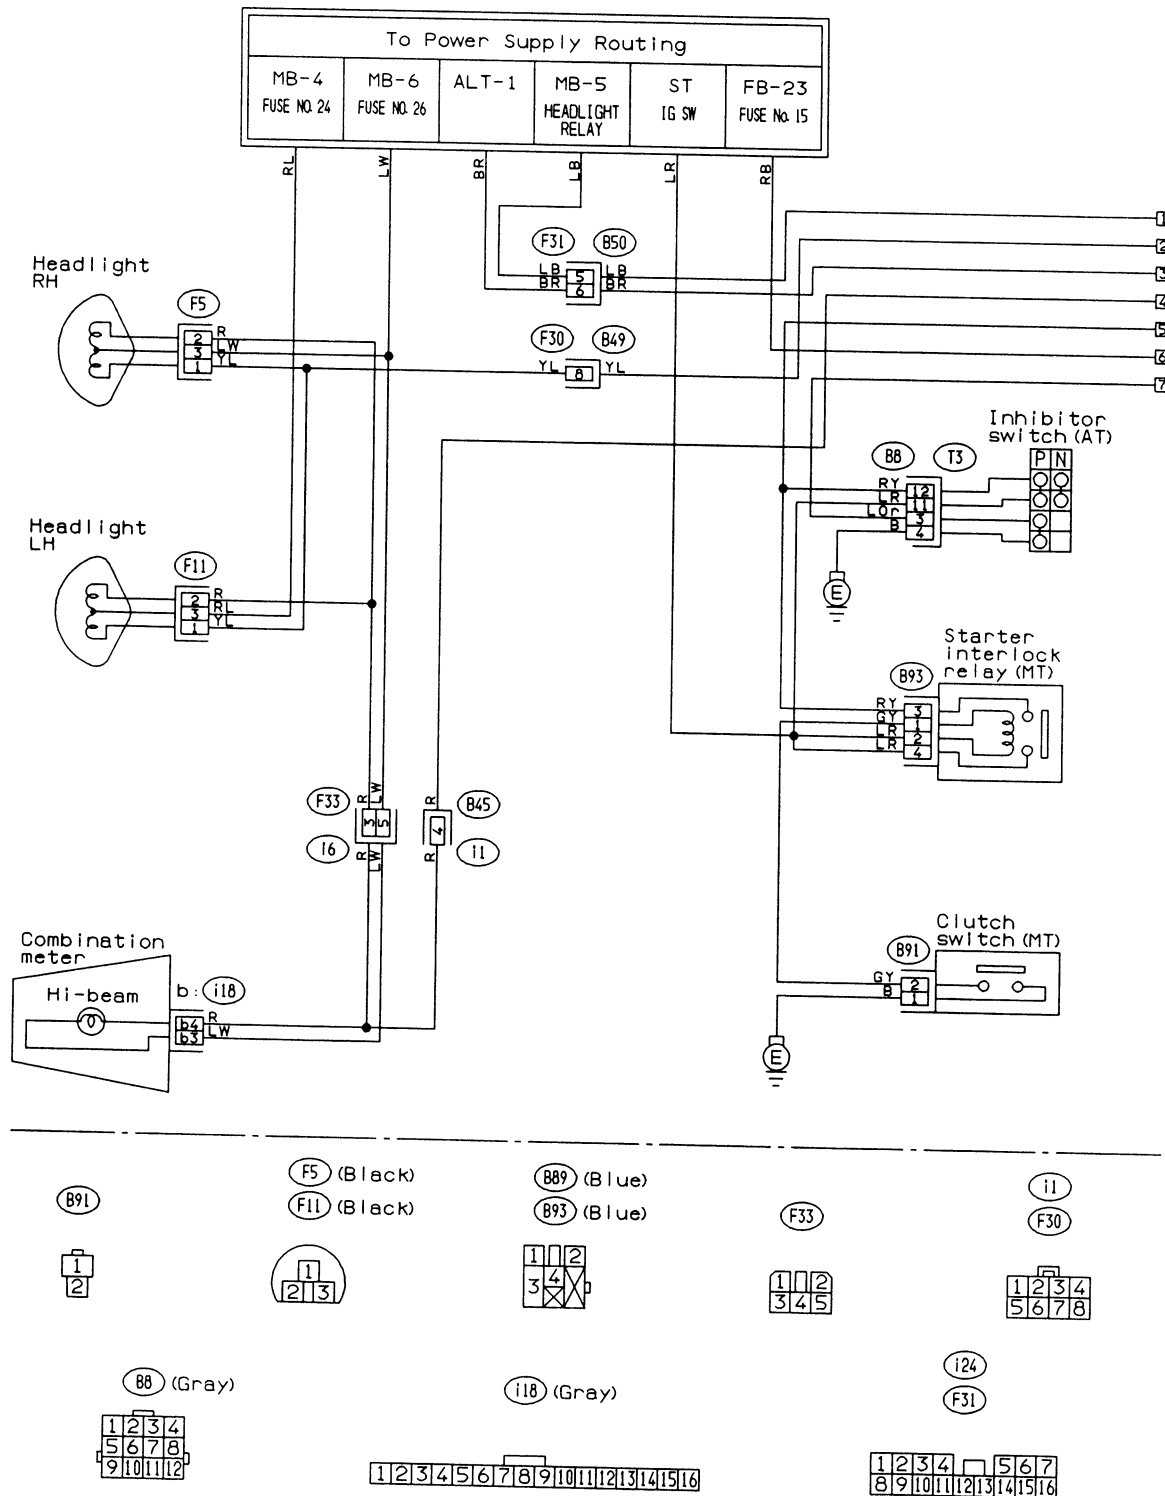 To Power Supply Routing
MB-4 MB-6 ALT-1 MB-5 ST FB-23
FUSE NO. 24 FUSE NO. 26 HEADLIGHT RELAY IG SW FUSE No. 15
RL LW BR LB LR RB
1
2
3
4
5
6
7
F31 B50
LB 5 LB
BR 6 BR
Headlight
RH
F5
2 R
3 LW
1 YL
F30 B49
YL 8 YL
Inhibitor
switch (AT)
P N
B8 T3
RY 12
LR 11
LOr 3
B 4
E
Headlight
LH
F11
2 R
3 RL
1 YL
Starter
interlock
relay (MT)
B93
RY 3
GY 1
LR 2
LR 4
R LW
F33
3 5
i6
R LW
R
B45
4
i1
R
Clutch
switch (MT)
B91
GY 2
B 1
E
Combination
meter
Hi-beam
b: i18
b4 R
b3 LW
B91
1
2
F5 (Black)
F11 (Black)
1
2 3
B89 (Blue)
B93 (Blue)
1 2
3 4
F33
1 2
3 4 5
i1
F30
1 2 3 4
5 6 7 8
B8 (Gray)
1 2 3 4
5 6 7 8
9 10 11 12
i18 (Gray)
1 2 3 4 5 6 7 8 9 10 11 12 13 14 15 16
i24
F31
1 2 3 4 5 6 7
8 9 10 11 12 13 14 15 16